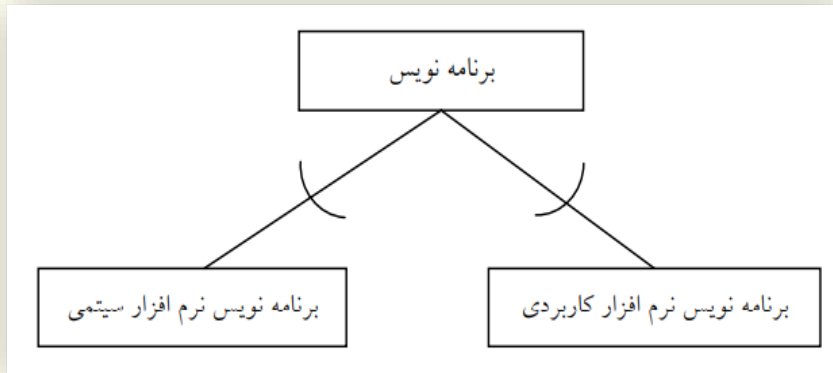 برنامه نویس
برنامه نویس نرم افزار کاربردی
برنامه نویس نرم افزار سیتمی